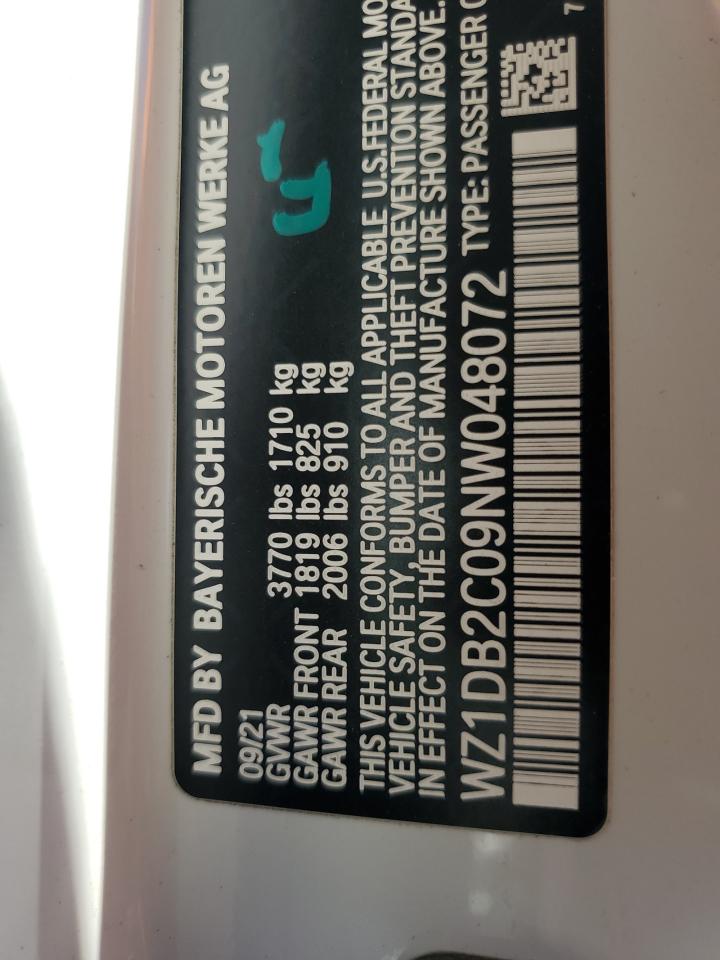 MFD BY BAYERISCHE MOTOREN WERKE AG
09/21
GVWR 3770 lbs 1710 kg
GAWR FRONT 1819 lbs 825 kg
GAWR REAR 2006 lbs 910 kg
THIS VEHICLE CONFORMS TO ALL APPLICABLE U.S.FEDERAL MO
VEHICLE SAFETY, BUMPER AND THEFT PREVENTION STANDA
IN EFFECT ON THE DATE OF MANUFACTURE SHOWN ABOVE.
WZ1DB2C09NW048072 TYPE: PASSENGER C
7